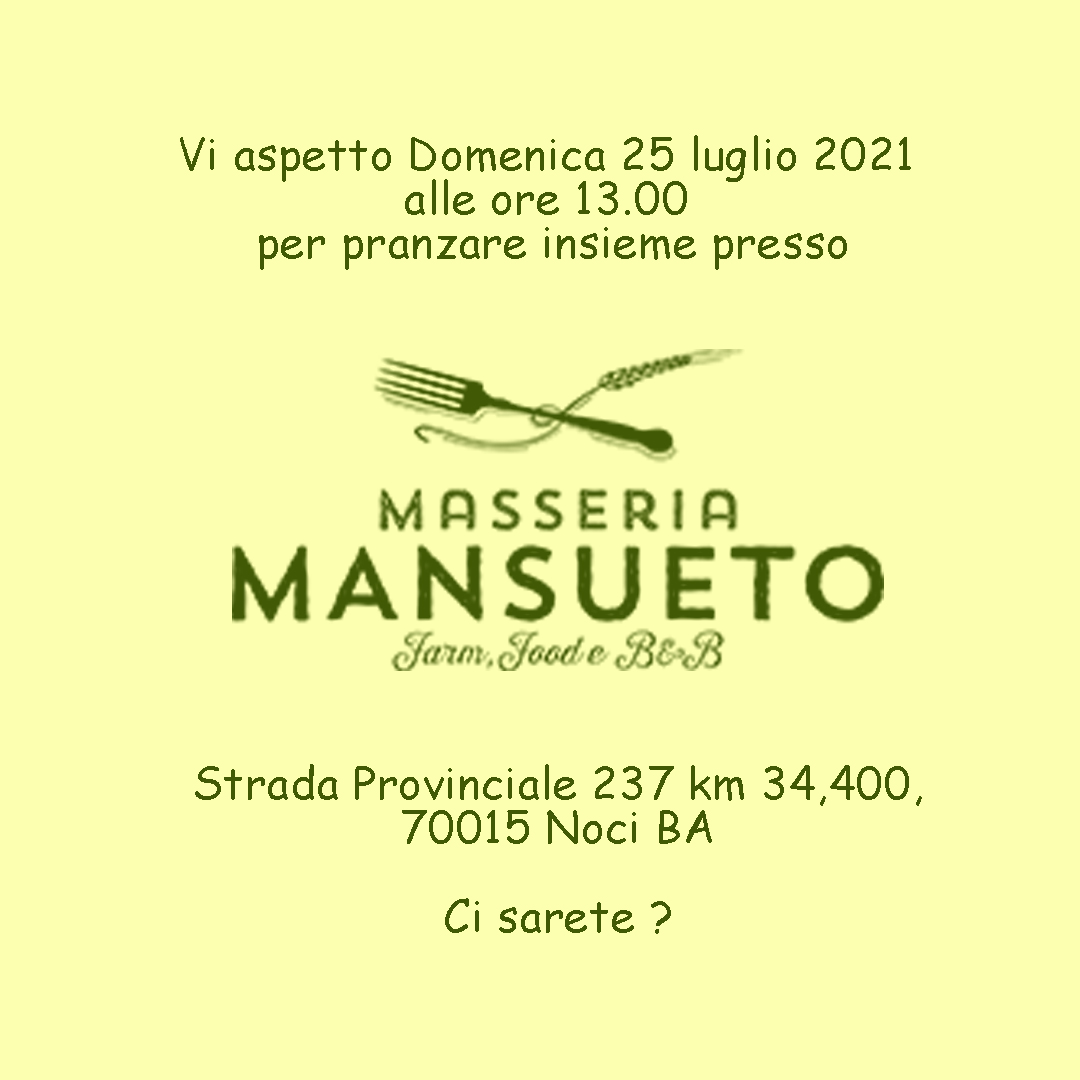 Vi aspetto Domenica 25 luglio 2021
alle ore 13.00
per pranzare insieme presso
MASSERIA
MANSUETO
Farm, Food e B&B
Strada Provinciale 237 km 34,400,
70015 Noci BA
Ci sarete ?